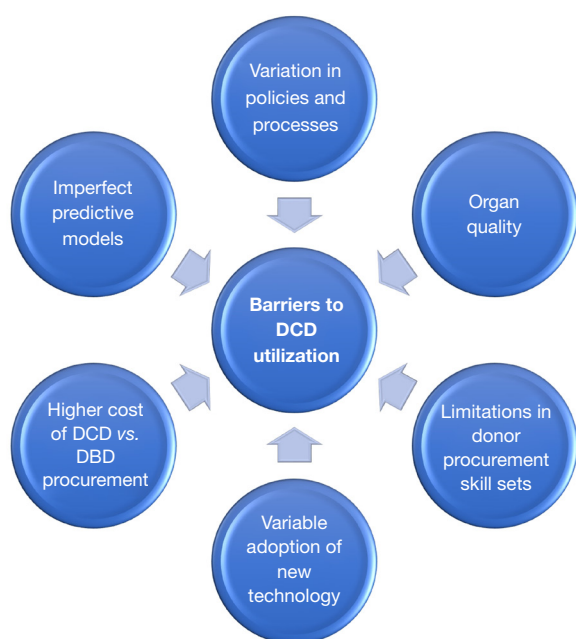 Variation in
policies and
processes
Imperfect
predictive
models
Organ
quality
Barriers to
DCD
utilization
Higher cost
of DCD vs.
DBD
procurement
Limitations in
donor
procurement
skill sets
Variable
adoption of
new
technology